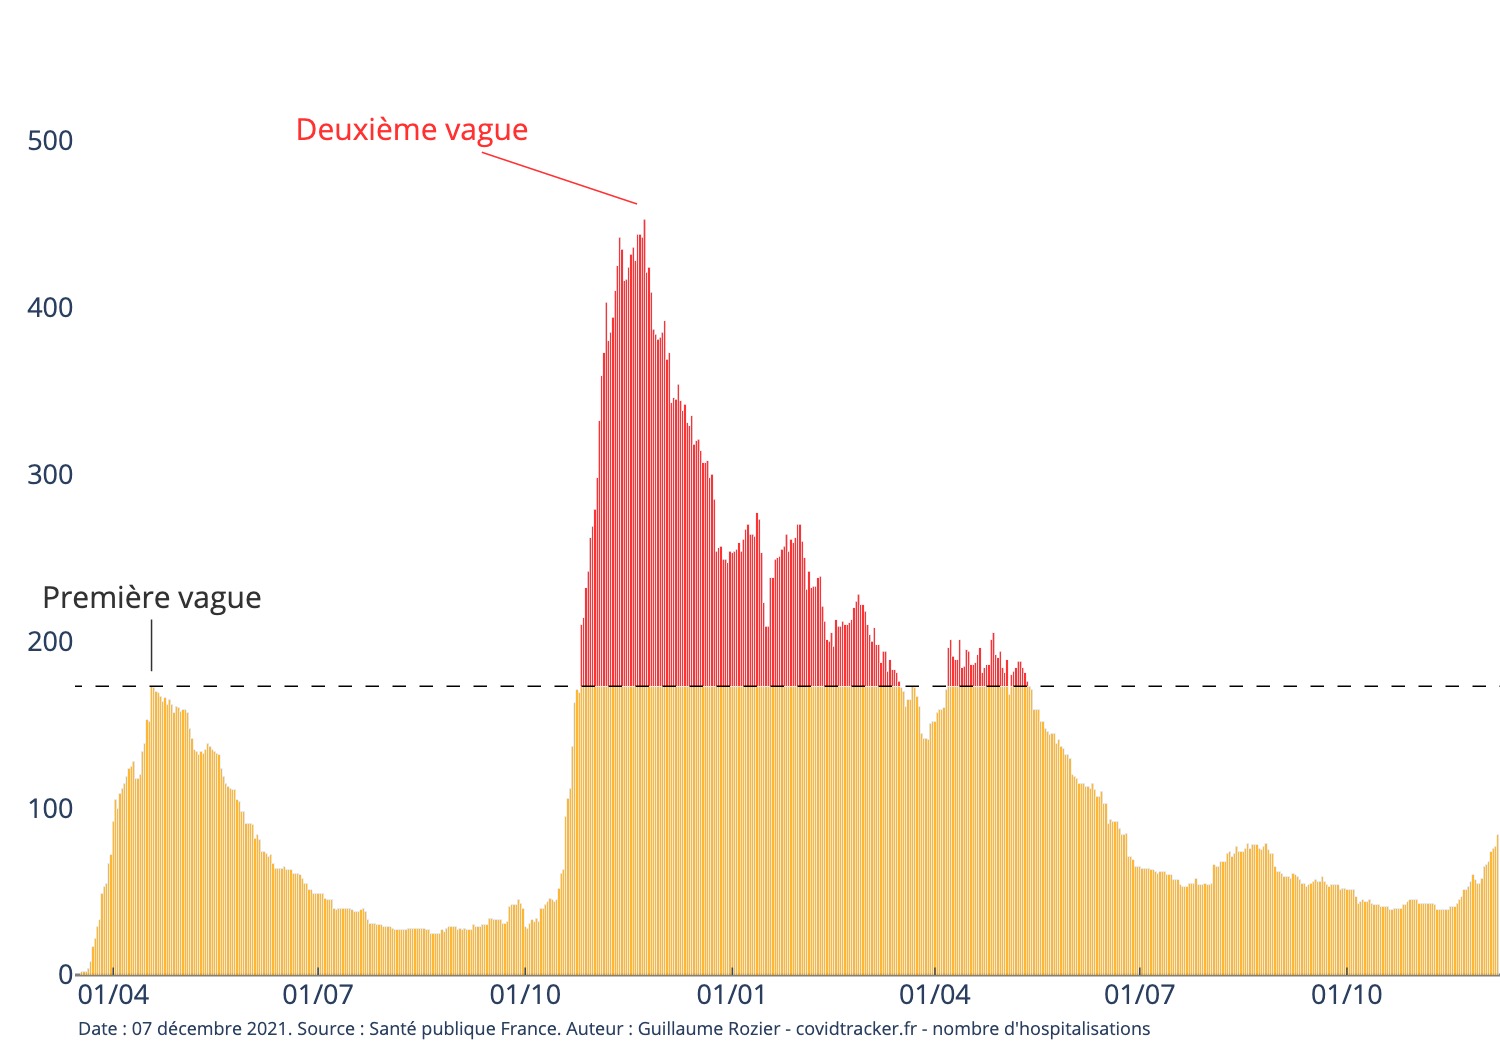 Deuxième vague
500
400
300
Première vague
200
100
0
01/04 01/07 01/10 01/01 01/04 01/07 01/10
Date : 07 décembre 2021. Source : Santé publique France. Auteur : Guillaume Rozier - covidtracker.fr - nombre d'hospitalisations